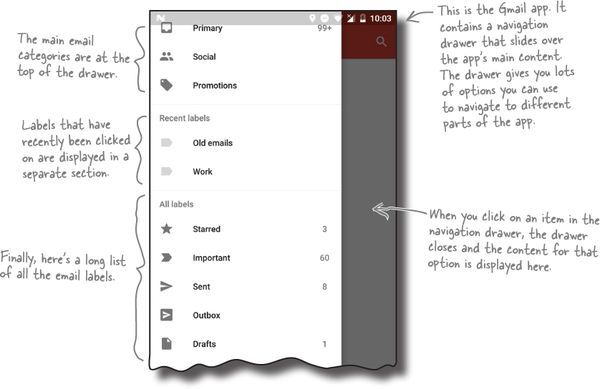 The main email
categories are at the
top of the drawer.
Labels that have
recently been clicked
on are displayed in a
separate section.
Finally, here's a long list
of all the email labels.
10:03
Primary 99+
Social
Promotions
Recent labels
Old emails
Work
All labels
Starred 3
Important 60
Sent 8
Outbox
Drafts 1
This is the Gmail app. It
contains a navigation
drawer that slides over
the app's main content.
The drawer gives you lots
of options you can use
to navigate to different
parts of the app.
When you click on an item in the
navigation drawer, the drawer
closes and the content for that
option is displayed here.